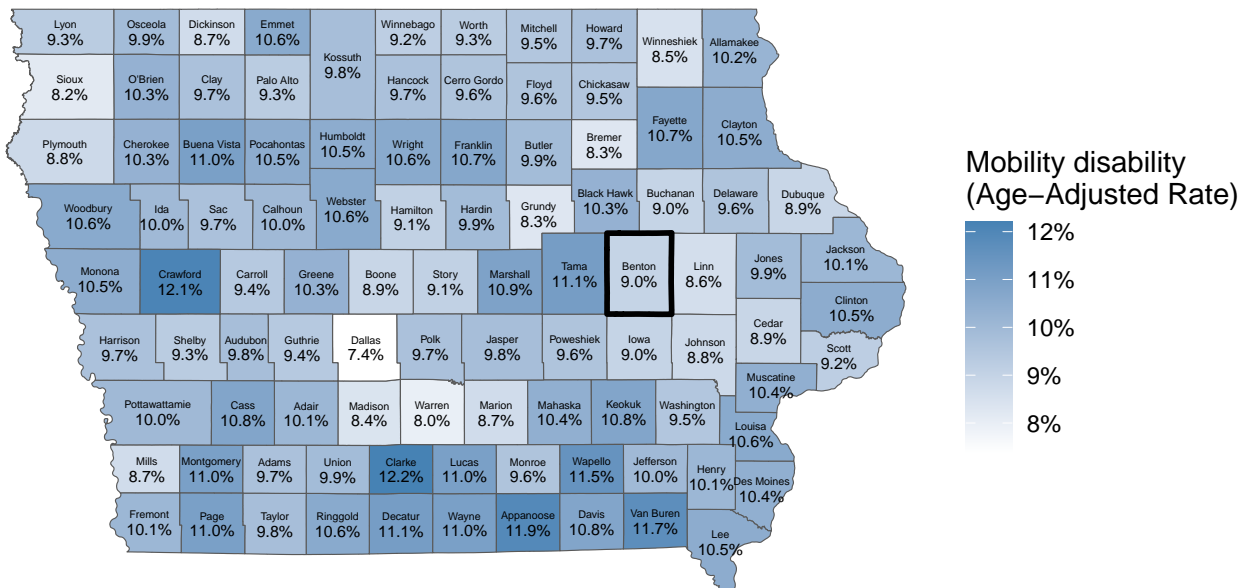 Lyon
9.3%
Osceola
9.9%
Dickinson
8.7%
Emmet
10.6%
Kossuth
9.8%
Winnebago
9.2%
Worth
9.3%
Mitchell
9.5%
Howard
9.7%
Winneshiek
8.5%
Allamakee
10.2%
Sioux
8.2%
O'Brien
10.3%
Clay
9.7%
Palo Alto
9.3%
Hancock
9.7%
Cerro Gordo
9.6%
Floyd
9.6%
Chickasaw
9.5%
Fayette
10.7%
Clayton
10.5%
Plymouth
8.8%
Cherokee
10.3%
Buena Vista
11.0%
Pocahontas
10.5%
Humboldt
10.5%
Wright
10.6%
Franklin
10.7%
Butler
9.9%
Bremer
8.3%
Woodbury
10.6%
Ida
10.0%
Sac
9.7%
Calhoun
10.0%
Webster
10.6%
Hamilton
9.1%
Hardin
9.9%
Grundy
8.3%
Black Hawk
10.3%
Buchanan
9.0%
Delaware
9.6%
Dubuque
8.9%
Monona
10.5%
Crawford
12.1%
Carroll
9.4%
Greene
10.3%
Boone
8.9%
Story
9.1%
Marshall
10.9%
Tama
11.1%
Benton
9.0%
Linn
8.6%
Jones
9.9%
Jackson
10.1%
Clinton
10.5%
Harrison
9.7%
Shelby
9.3%
Audubon
9.8%
Guthrie
9.4%
Dallas
7.4%
Polk
9.7%
Jasper
9.8%
Poweshiek
9.6%
Iowa
9.0%
Johnson
8.8%
Cedar
8.9%
Scott
9.2%
Muscatine
10.4%
Pottawattamie
10.0%
Cass
10.8%
Adair
10.1%
Madison
8.4%
Warren
8.0%
Marion
8.7%
Mahaska
10.4%
Keokuk
10.8%
Washington
9.5%
Louisa
10.6%
Mills
8.7%
Montgomery
11.0%
Adams
9.7%
Union
9.9%
Clarke
12.2%
Lucas
11.0%
Monroe
9.6%
Wapello
11.5%
Jefferson
10.0%
Henry
10.1%
Des Moines
10.4%
Fremont
10.1%
Page
11.0%
Taylor
9.8%
Ringgold
10.6%
Decatur
11.1%
Wayne
11.0%
Appanoose
11.9%
Davis
10.8%
Van Buren
11.7%
Lee
10.5%
Mobility disability
(Age−Adjusted Rate)
12%
11%
10%
9%
8%